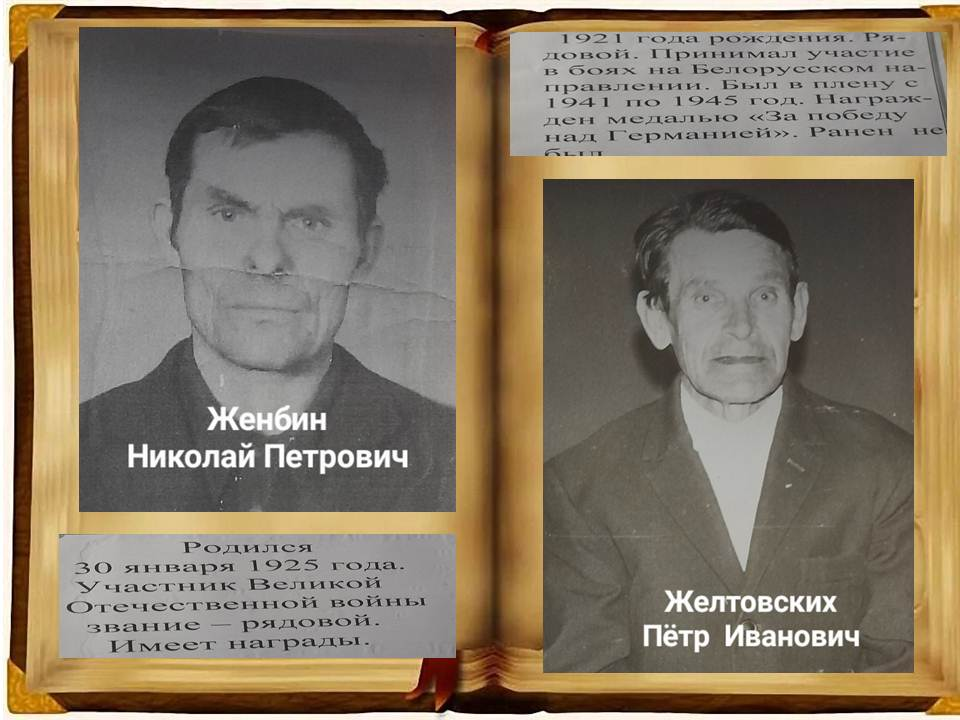 Женбин
Николай Петрович
Родился
30 января 1925 года.
Участник Великой
Отечественной войны
звание – рядовой.
Имеет награды.
1921 года рождения. Ря-
довой. Принимал участие
в боях на Белорусском на-
правлении. Был в плену с
1941 по 1945 год. Награж-
ден медалью «За победу
над Германией». Ранен не
был
Желтовских
Пётр Иванович